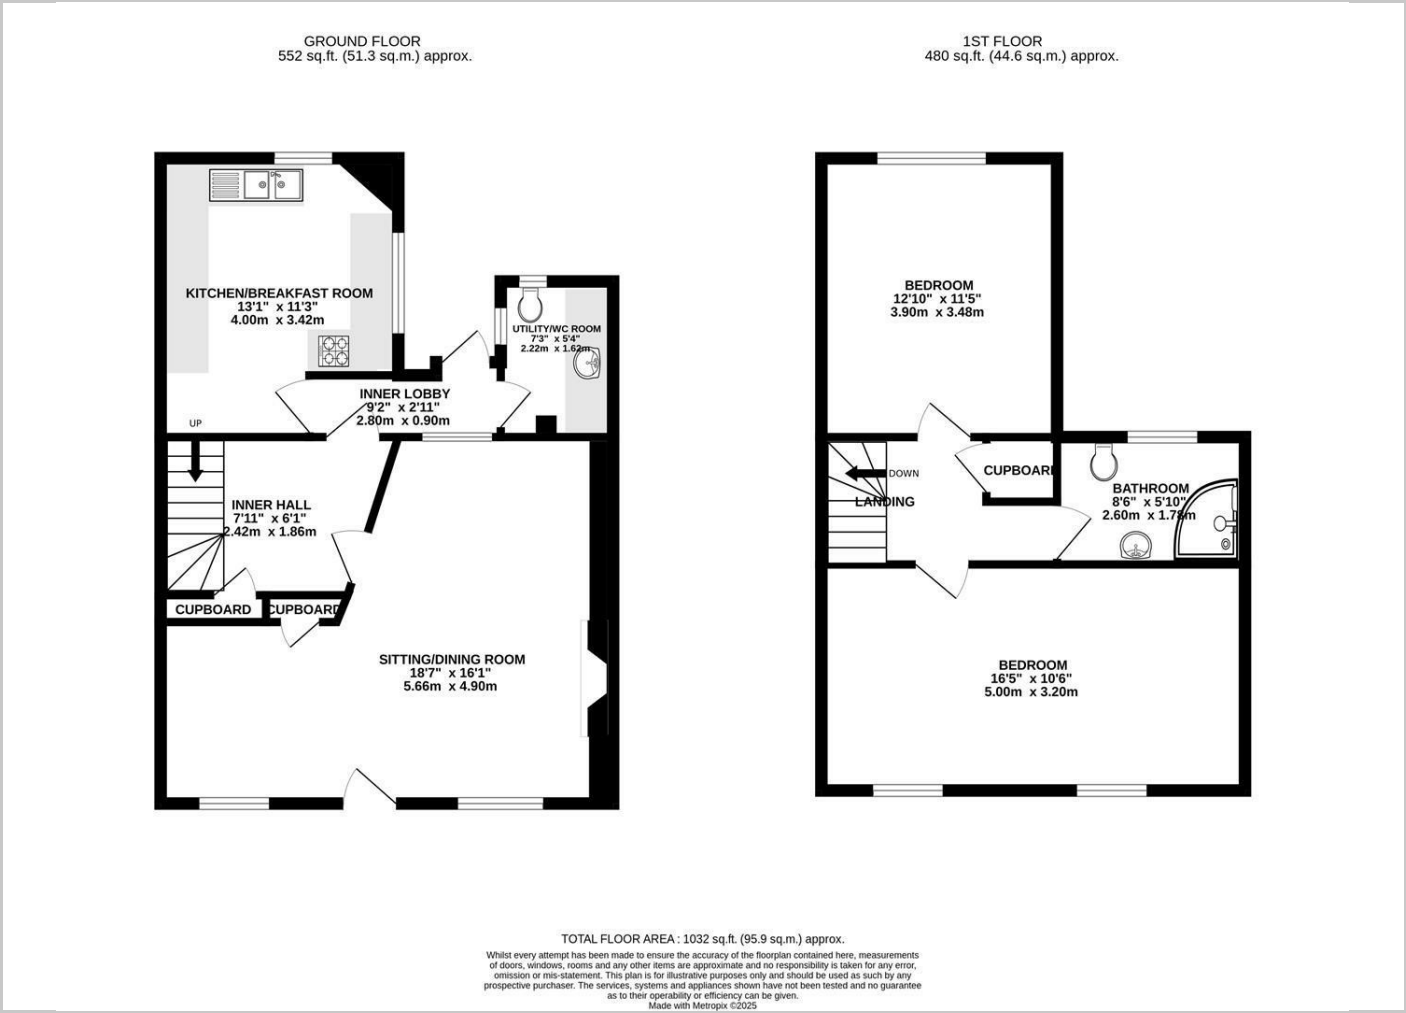 GROUND FLOOR
552 sq.ft. (51.3 sq.m.) approx.
1ST FLOOR
480 sq.ft. (44.6 sq.m.) approx.
KITCHEN/BREAKFAST ROOM
13'1" x 11'3"
4.00m x 3.42m
UTILITY/WC ROOM
7'3" x 5'4"
2.22m x 1.62m
INNER LOBBY
9'2" x 2'11"
2.80m x 0.90m
UP
INNER HALL
7'11" x 6'1"
2.42m x 1.86m
CUPBOARD
CUPBOARD
SITTING/DINING ROOM
18'7" x 16'1"
5.66m x 4.90m
BEDROOM
12'10" x 11'5"
3.90m x 3.48m
CUPBOARD
DOWN
LANDING
BATHROOM
8'6" x 5'10"
2.60m x 1.78m
BEDROOM
16'5" x 10'6"
5.00m x 3.20m
TOTAL FLOOR AREA : 1032 sq.ft. (95.9 sq.m.) approx.
Whilst every attempt has been made to ensure the accuracy of the floorplan contained here, measurements
of doors, windows, rooms and any other items are approximate and no responsibility is taken for any error,
omission or mis-statement. This plan is for illustrative purposes only and should be used as such by any
prospective purchaser. The services, systems and appliances shown have not been tested and no guarantee
as to their operability or efficiency can be given.
Made with Metropix ©2025